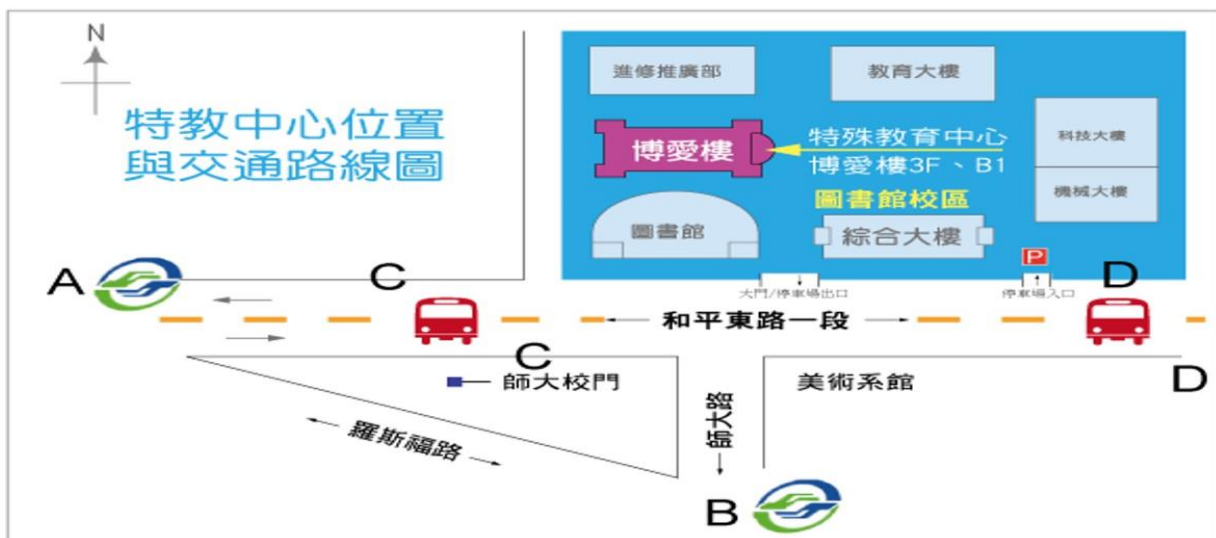 N
特教中心位置
與交通路線圖
進修推廣部
教育大樓
博愛樓
特殊教育中心
博愛樓3F、B1
科技大樓
機械大樓
圖書館校區
圖書館
綜合大樓
P
大門/停車場出口
停車場入口
A
C
D
和平東路一段
C
師大校門
美術系館
D
羅斯福路
師大路
B